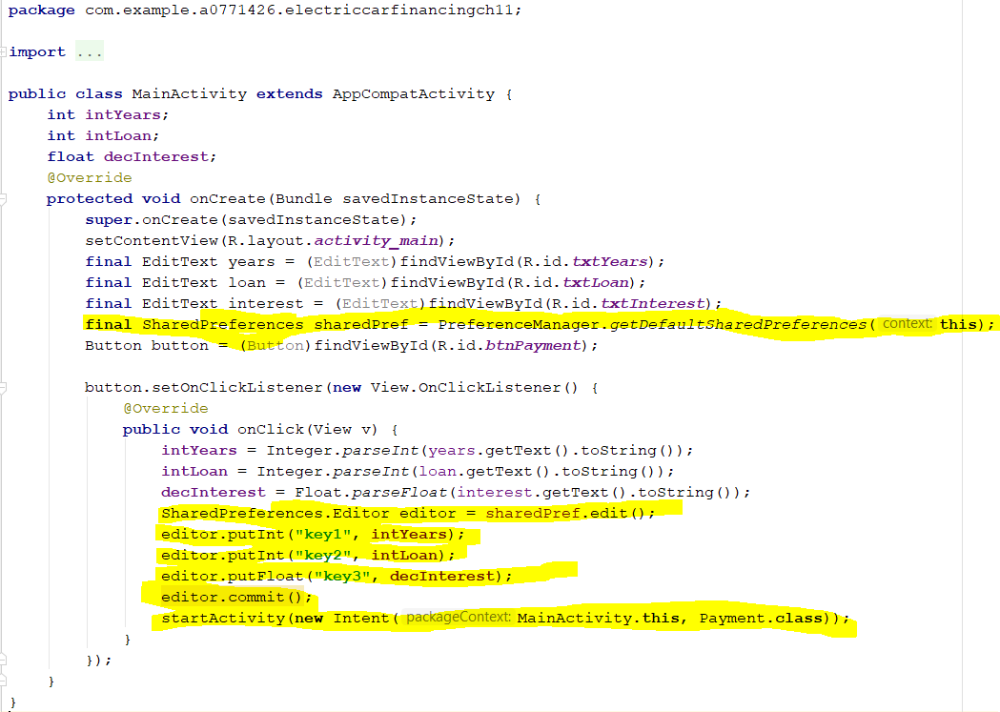 package com.example.a0771426.electriccarfinancingch11;
import ...
public class MainActivity extends AppCompatActivity {
int intYears;
int intLoan;
float decInterest;
@Override
protected void onCreate(Bundle savedInstanceState) {
super.onCreate(savedInstanceState);
setContentView(R.layout.activity_main);
final EditText years = (EditText)findViewById(R.id.txtYears);
final EditText loan = (EditText)findViewById(R.id.txtLoan);
final EditText interest = (EditText)findViewById(R.id.txtInterest);
final SharedPreferences sharedPref = PreferenceManager.getDefaultSharedPreferences( context: this);
Button button = (Button)findViewById(R.id.btnPayment);
button.setOnClickListener(new View.OnClickListener() {
@Override
public void onClick(View v) {
intYears = Integer.parseInt(years.getText().toString());
intLoan = Integer.parseInt(loan.getText().toString());
decInterest = Float.parseFloat(interest.getText().toString());
SharedPreferences.Editor editor = sharedPref.edit();
editor.putInt("key1", intYears);
editor.putInt("key2", intLoan);
editor.putFloat("key3", decInterest);
editor.commit();
startActivity(new Intent( packageContext: MainActivity.this, Payment.class));
}
});
}
}